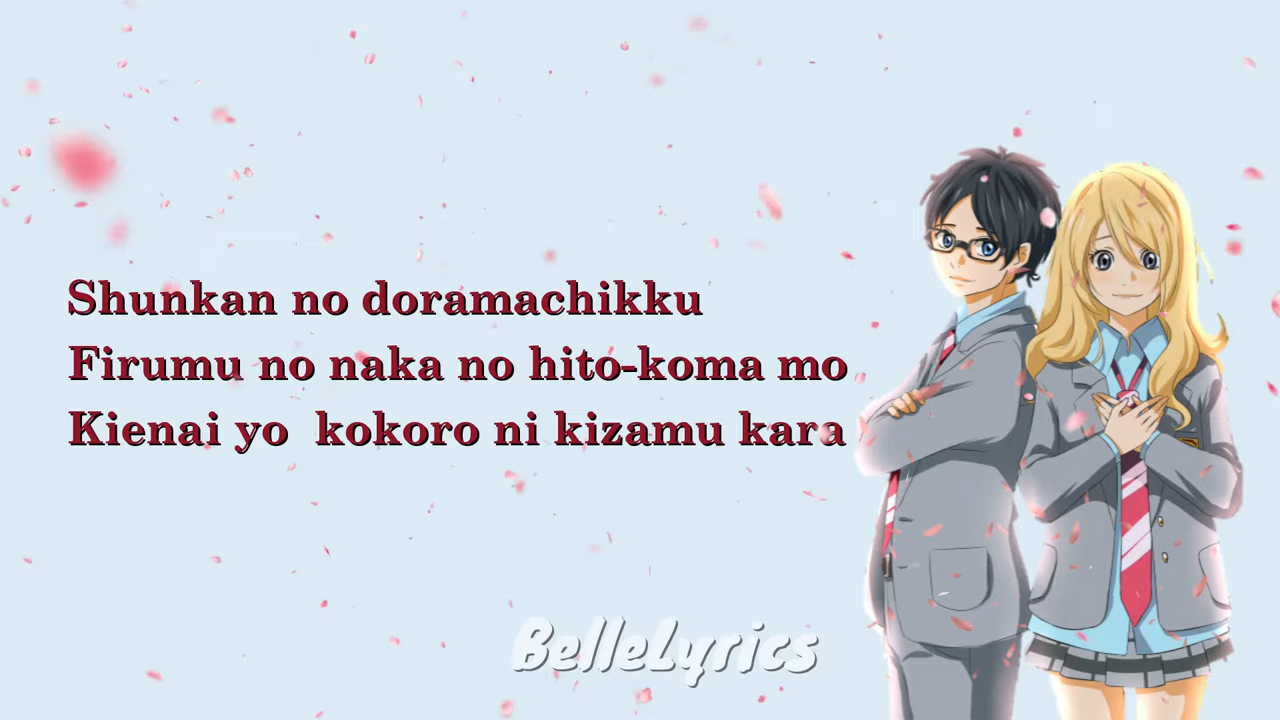 Shunkan no doramachikku
Firumu no naka no hito-koma mo
Kienai yo  kokoro ni kizamu kara
BelleLyrics